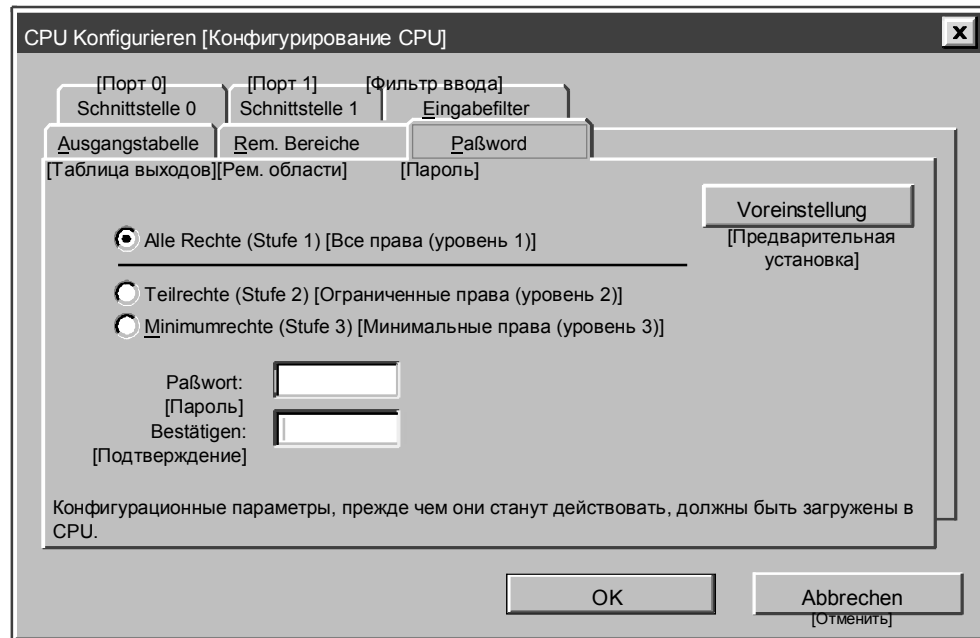 CPU Konfigurieren [Конфигурирование CPU]
X
[Порт 0] [Порт 1] [Фильтр ввода]
Schnittstelle 0 Schnittstelle 1 Eingabefilter
Ausgangstabelle Rem. Bereiche Paßword
[Таблица выходов][Рем. области] [Пароль]
Voreinstellung
[Предварительная
установка]
Alle Rechte (Stufe 1) [Все права (уровень 1)]
Teilrechte (Stufe 2) [Ограниченные права (уровень 2)]
Minimumrechte (Stufe 3) [Минимальные права (уровень 3)]
Paßwort:
[Пароль]
Bestätigen:
[Подтверждение]
Конфигурационные параметры, прежде чем они станут действовать, должны быть загружены в
CPU.
OK Abbrechen
[Отменить]